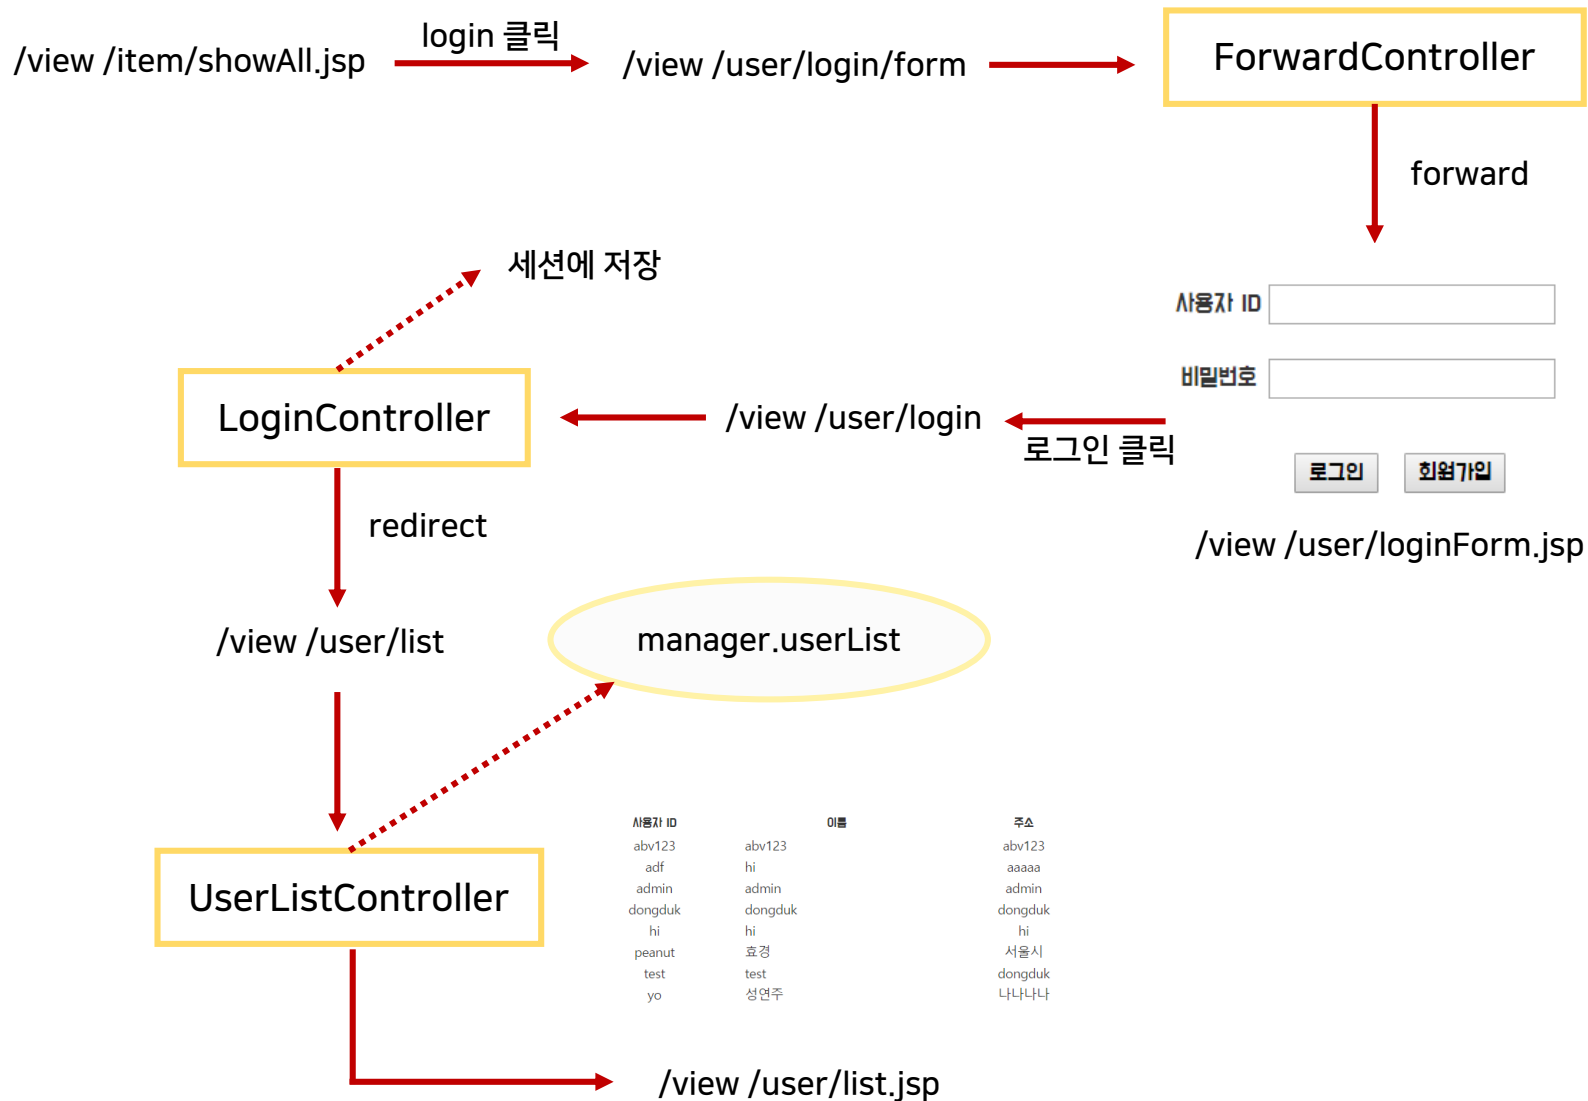 /view /item/showAll.jsp
login 클릭
/view /user/login/form
ForwardController
forward
사용자 ID
비밀번호
로그인 회원가입
/view /user/loginForm.jsp
로그인 클릭
/view /user/login
LoginController
세션에 저장
redirect
/view /user/list
manager.userList
UserListController
사용자 ID 이름 주소
abv123 abv123 abv123
adf hi aaaaa
admin admin admin
dongduk dongduk dongduk
hi hi hi
peanut 효경 서울시
test test dongduk
yo 성연주 나나나나
/view /user/list.jsp